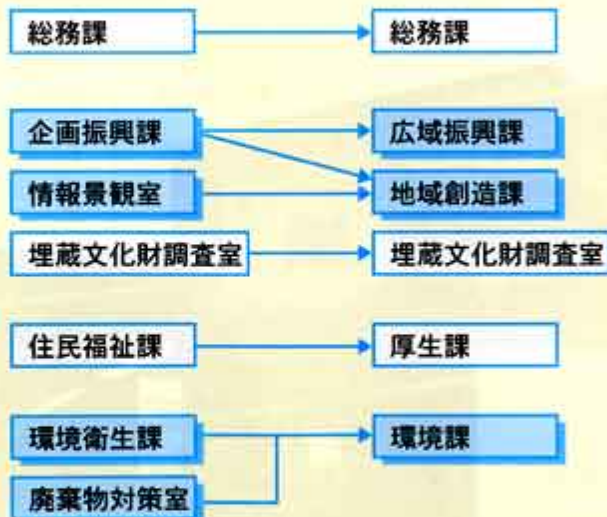 総務課 総務課
企画振興課 広域振興課
情報景観室 地域創造課
埋蔵文化財調査室 埋蔵文化財調査室
住民福祉課 厚生課
環境衛生課 環境課
廃棄物対策室